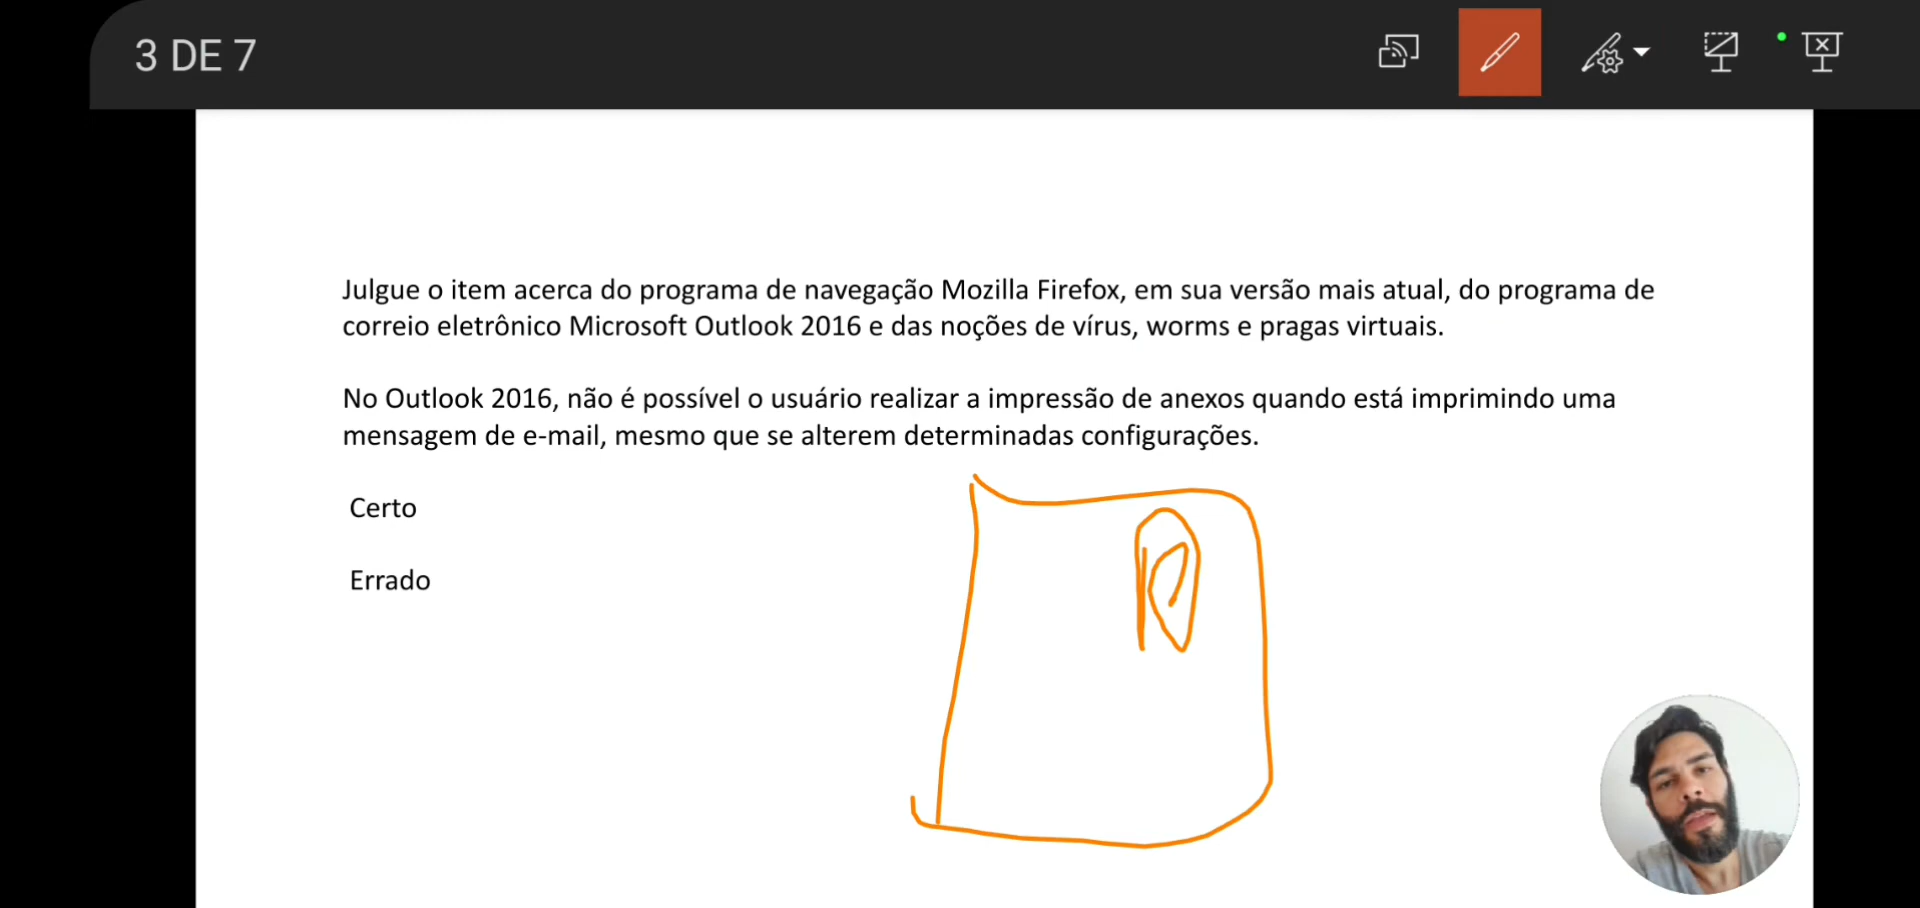 3 DE 7
Julgue o item acerca do programa de navegação Mozilla Firefox, em sua versão mais atual, do programa de
correio eletrônico Microsoft Outlook 2016 e das noções de vírus, worms e pragas virtuais.
No Outlook 2016, não é possível o usuário realizar a impressão de anexos quando está imprimindo uma
mensagem de e-mail, mesmo que se alterem determinadas configurações.
Certo
Errado